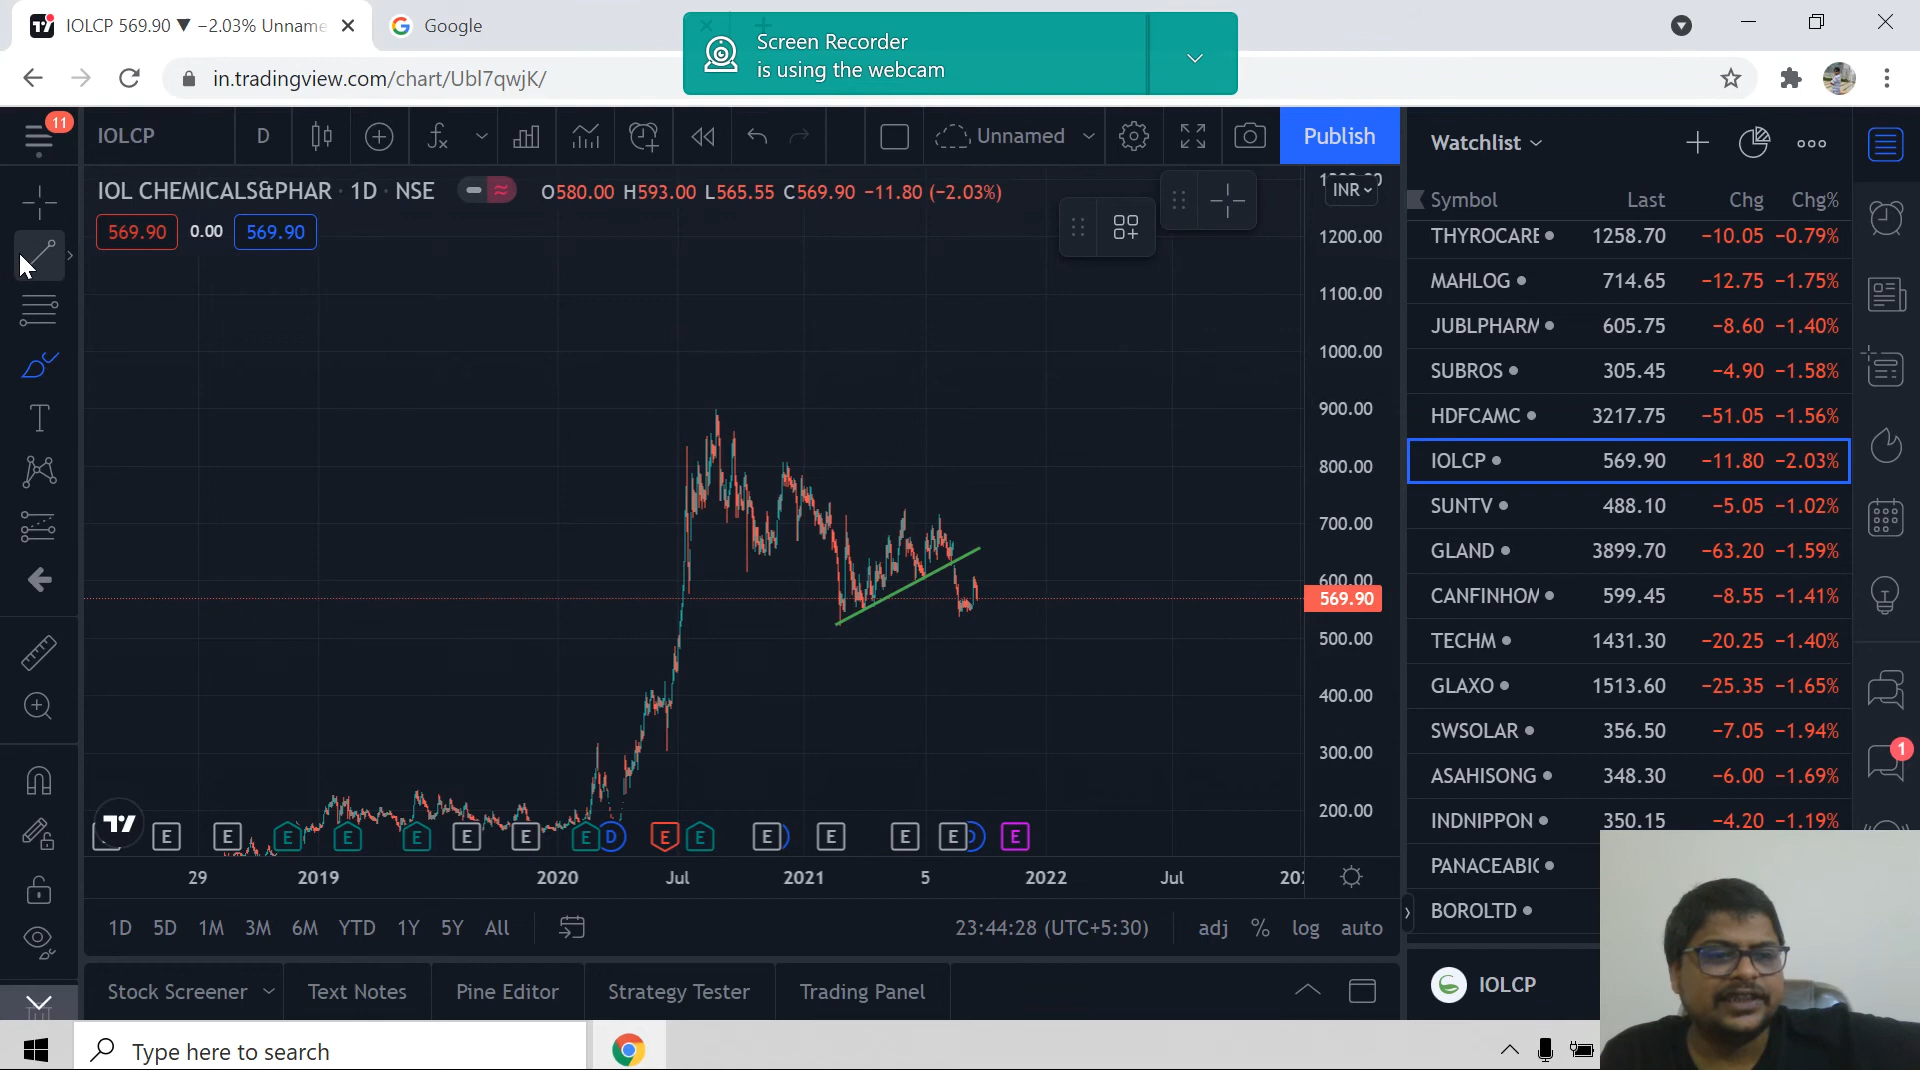 IOLCP 569.90 ▼ −2.03% Unname
Google
Screen Recorder
is using the webcam
in.tradingview.com/chart/Ubl7qwjK/
11
IOLCP
D
Unnamed
Publish
Watchlist
IOL CHEMICALS&PHAR · 1D · NSE
O580.00 H593.00 L565.55 C569.90 −11.80 (−2.03%)
INR
569.90 0.00 569.90
Symbol Last Chg Chg%
THYROCARE 1258.70 −10.05 −0.79%
MAHLOG 714.65 −12.75 −1.75%
JUBLPHARM 605.75 −8.60 −1.40%
SUBROS 305.45 −4.90 −1.58%
HDFCAMC 3217.75 −51.05 −1.56%
IOLCP 569.90 −11.80 −2.03%
SUNTV 488.10 −5.05 −1.02%
GLAND 3899.70 −63.20 −1.59%
CANFINHOM 599.45 −8.55 −1.41%
TECHM 1431.30 −20.25 −1.40%
GLAXO 1513.60 −25.35 −1.65%
SWSOLAR 356.50 −7.05 −1.94%
ASAHISONG 348.30 −6.00 −1.69%
INDNIPPON 350.15 −4.20 −1.19%
PANACEABI
BOROLTD
IOLCP
1200.00
1100.00
1000.00
900.00
800.00
700.00
600.00
569.90
500.00
400.00
300.00
200.00
1
E E E E E E E E D E E E E E E D E
29 2019 2020 Jul 2021 5 2022 Jul 202
1D 5D 1M 3M 6M YTD 1Y 5Y All
23:44:28 (UTC+5:30) adj % log auto
Stock Screener Text Notes Pine Editor Strategy Tester Trading Panel
Type here to search